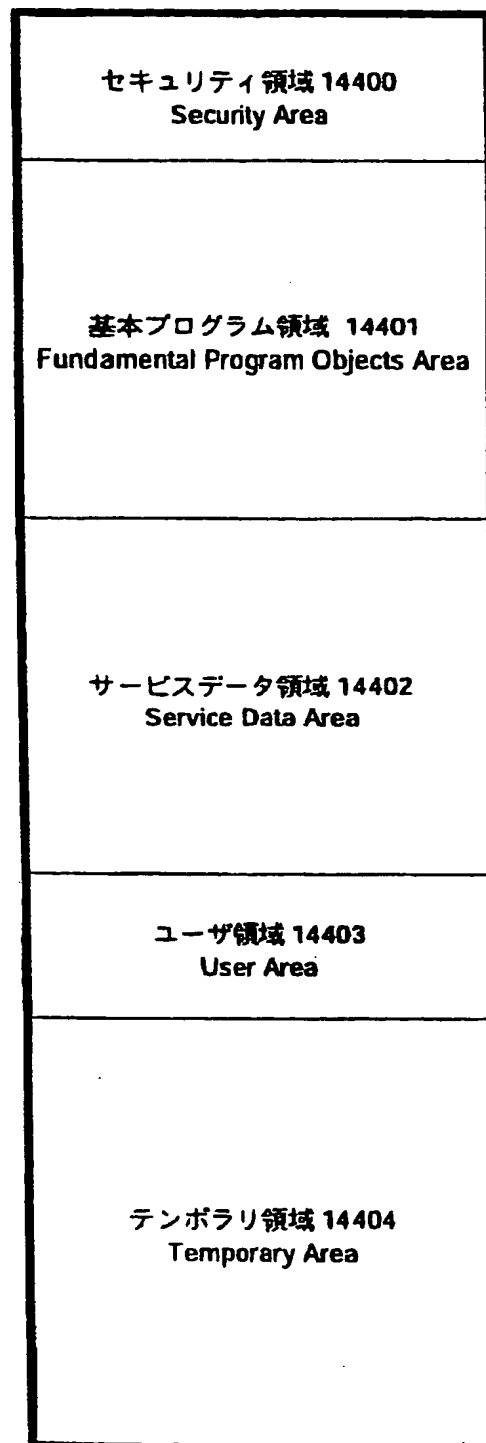 セキュリティ領域 14400
Security Area
基本プログラム領域 14401
Fundamental Program Objects Area
サービスデータ領域 14402
Service Data Area
ユーザ領域 14403
User Area
テンポラリ領域 14404
Temporary Area